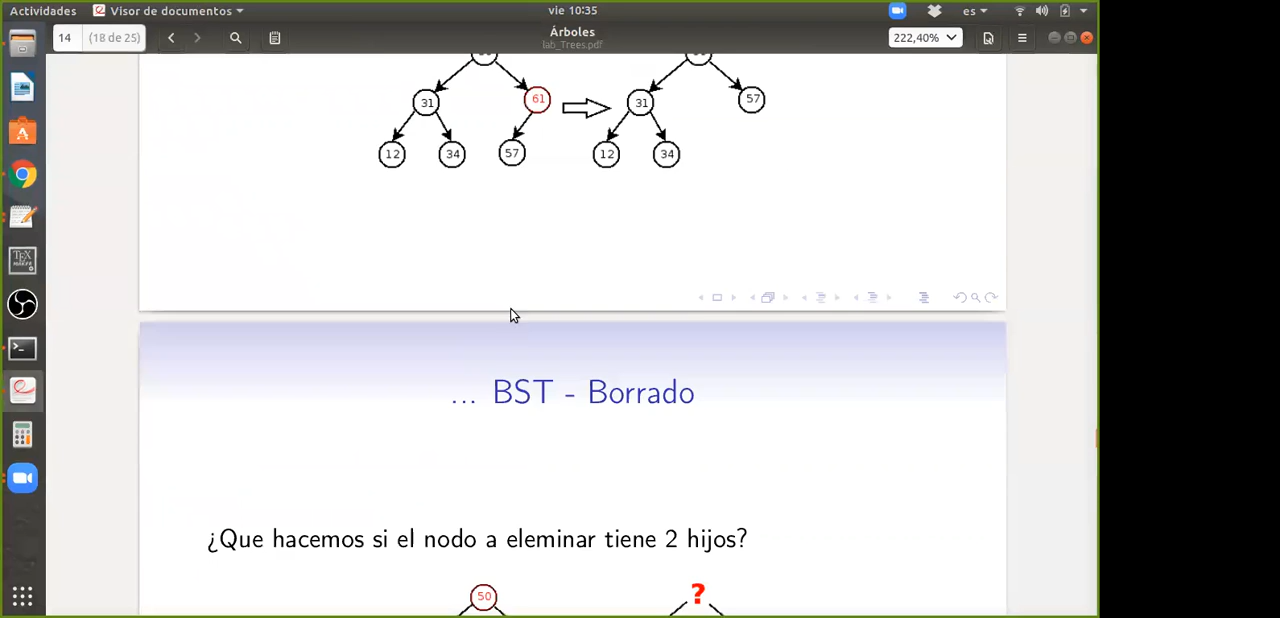 Actividades Visor de documentos vie 10:35 es
14 (18 de 25) Árboles 222,40%
lab_Trees.pdf
31 61 31 57
12 34 57 12 34
... BST - Borrado
¿Que hacemos si el nodo a eleminar tiene 2 hijos?
50 ?